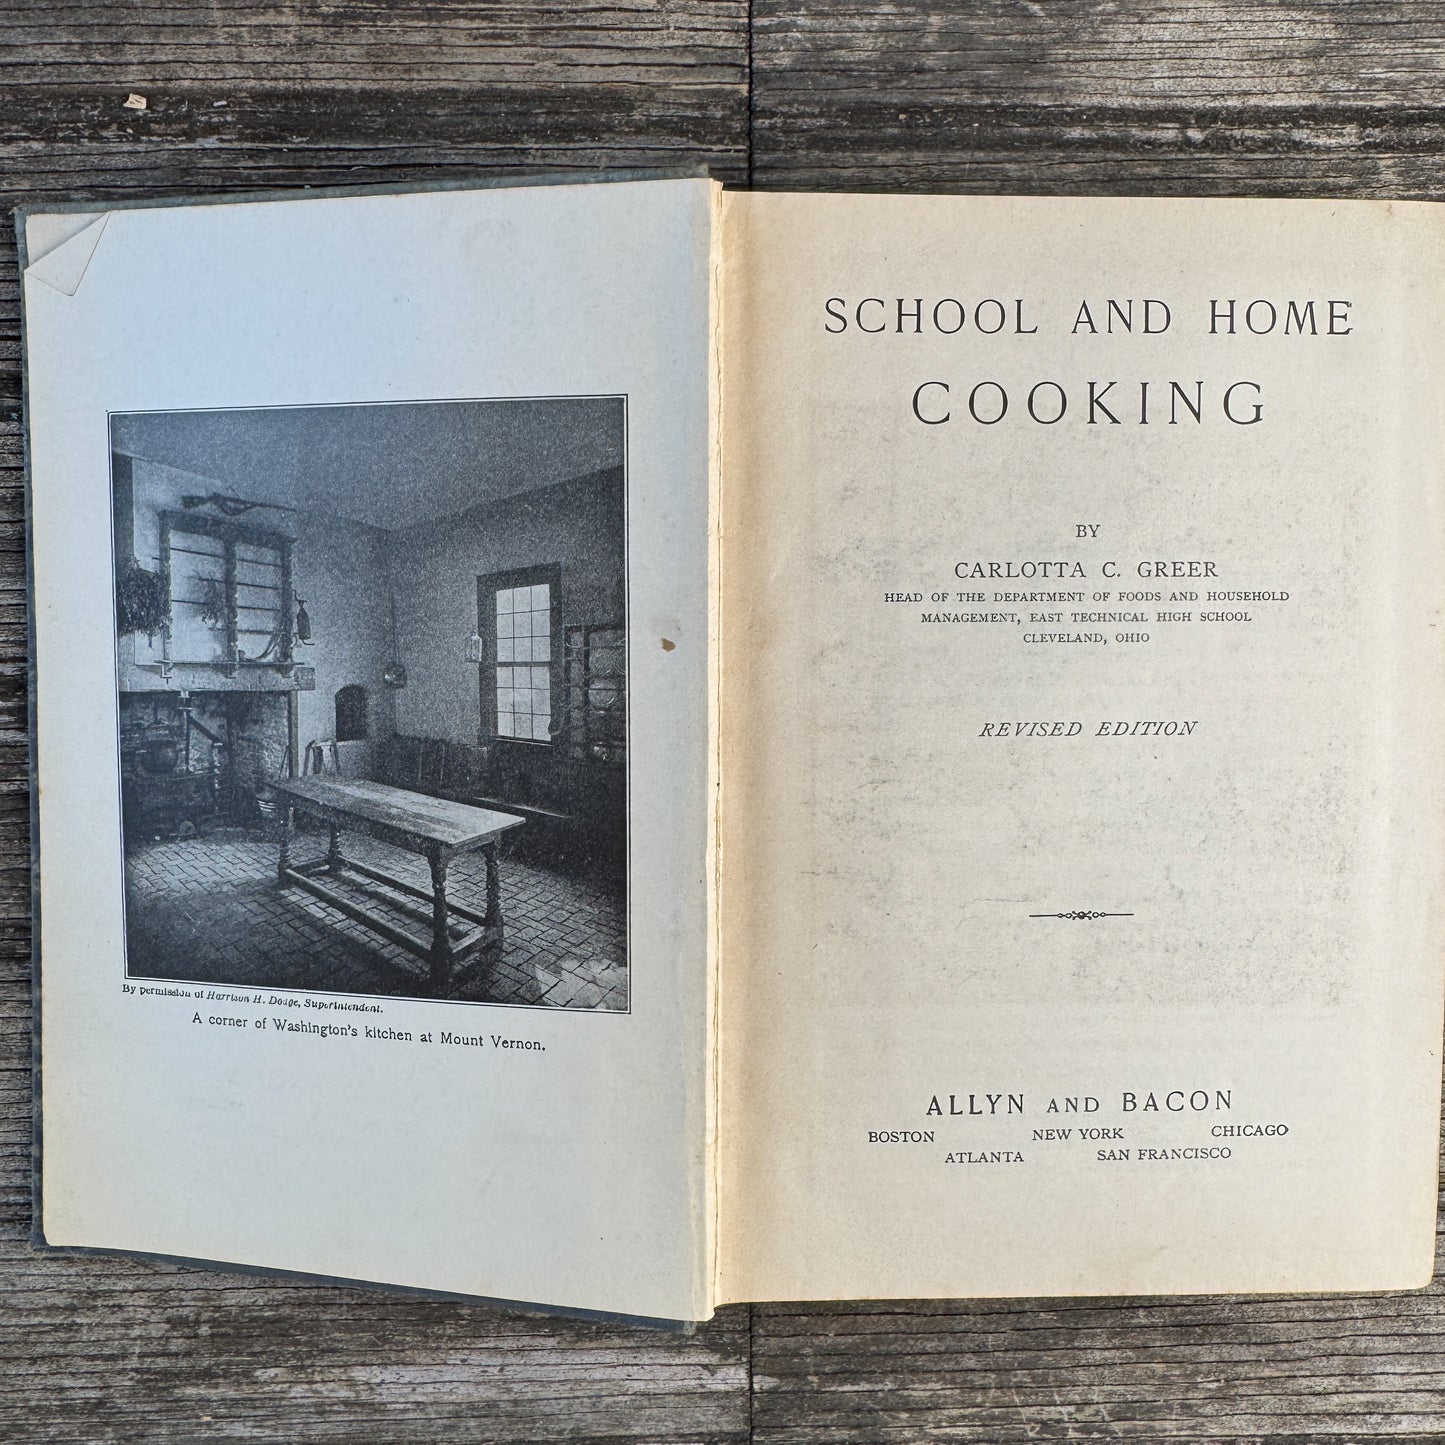 By permission of Harrison H. Dodge, Superintendent.
A corner of Washington's kitchen at Mount Vernon.
SCHOOL AND HOME
COOKING
BY
CARLOTTA C. GREER
HEAD OF THE DEPARTMENT OF FOODS AND HOUSEHOLD
MANAGEMENT, EAST TECHNICAL HIGH SCHOOL
CLEVELAND, OHIO
REVISED EDITION
ALLYN AND BACON
BOSTON NEW YORK CHICAGO
ATLANTA SAN FRANCISCO